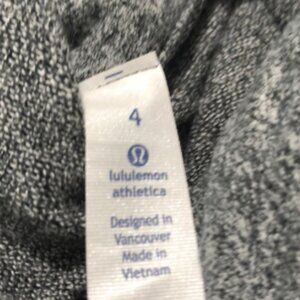 4
lululemon
athletica
Designed in
Vancouver
Made in
Vietnam